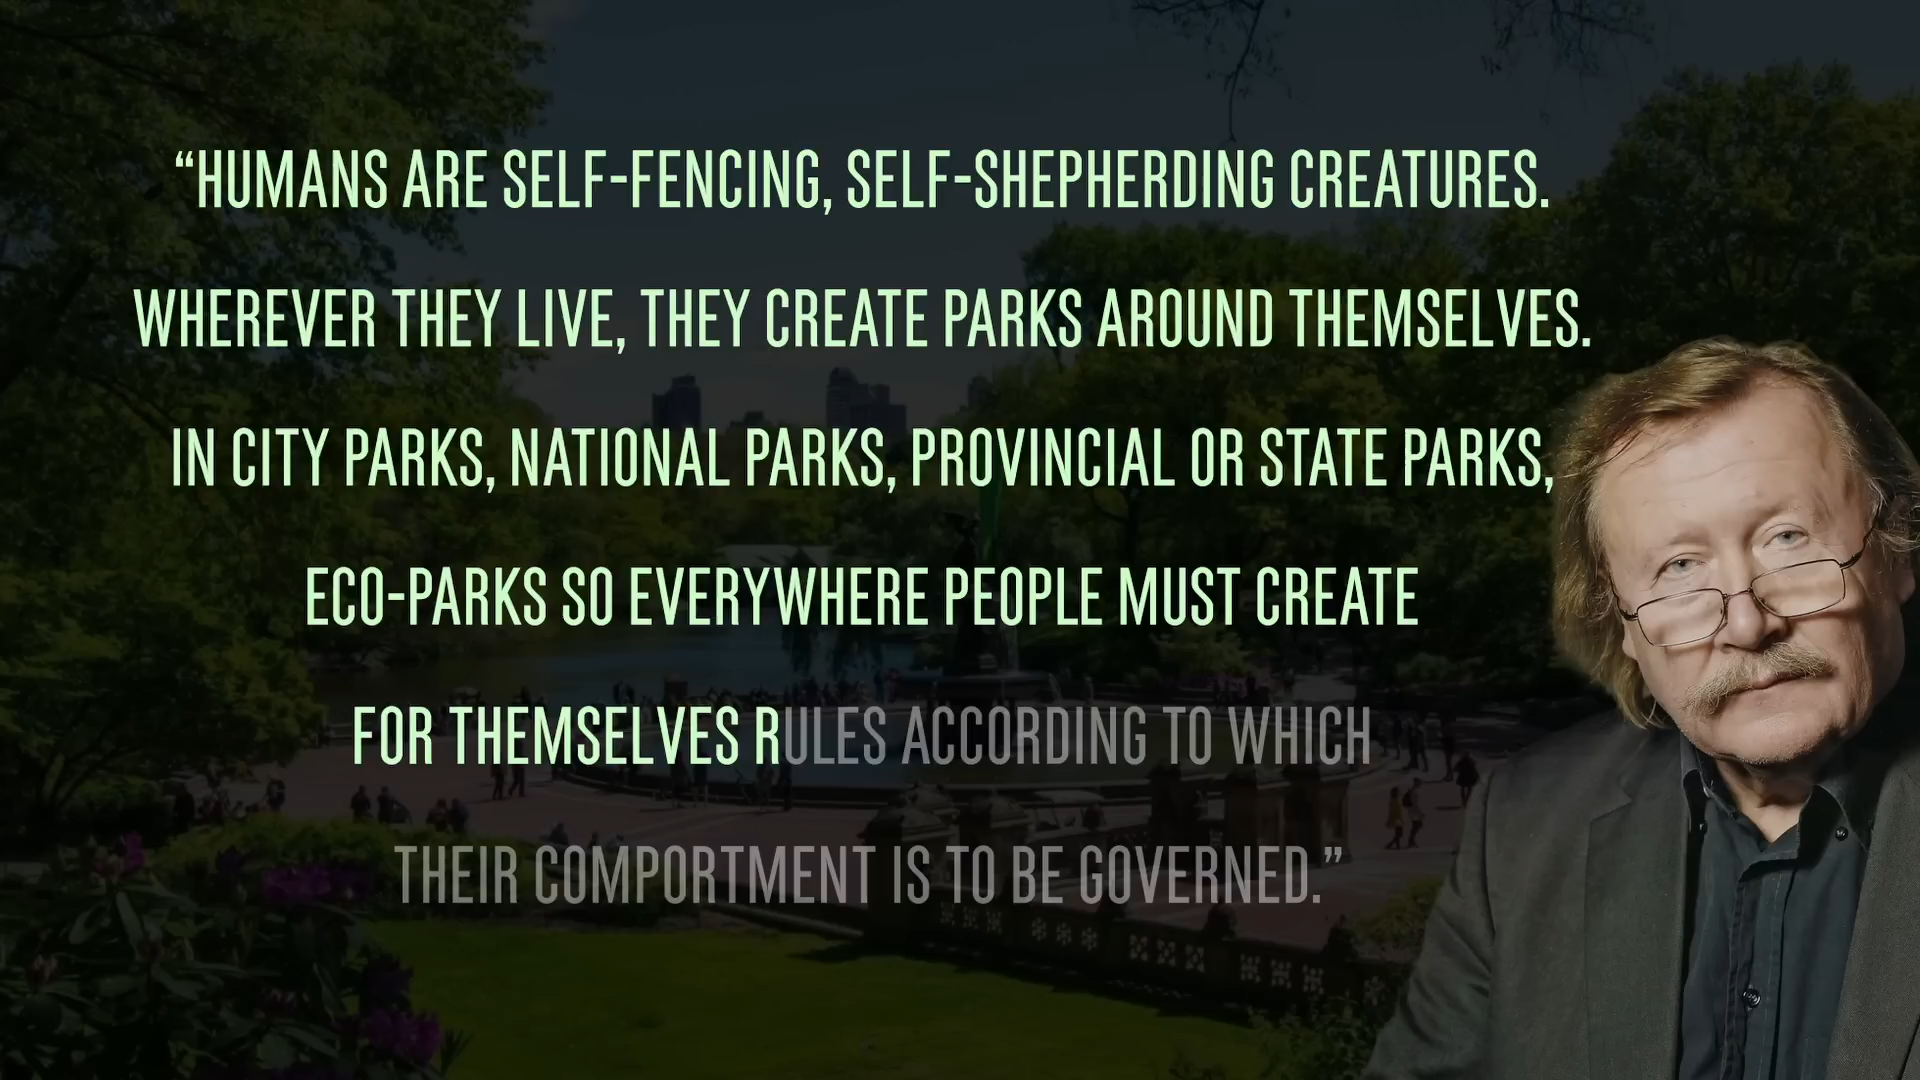 “HUMANS ARE SELF-FENCING, SELF-SHEPHERDING CREATURES.
WHEREVER THEY LIVE, THEY CREATE PARKS AROUND THEMSELVES.
IN CITY PARKS, NATIONAL PARKS, PROVINCIAL OR STATE PARKS,
ECO-PARKS SO EVERYWHERE PEOPLE MUST CREATE
FOR THEMSELVES RULES ACCORDING TO WHICH
THEIR COMPORTMENT IS TO BE GOVERNED.”